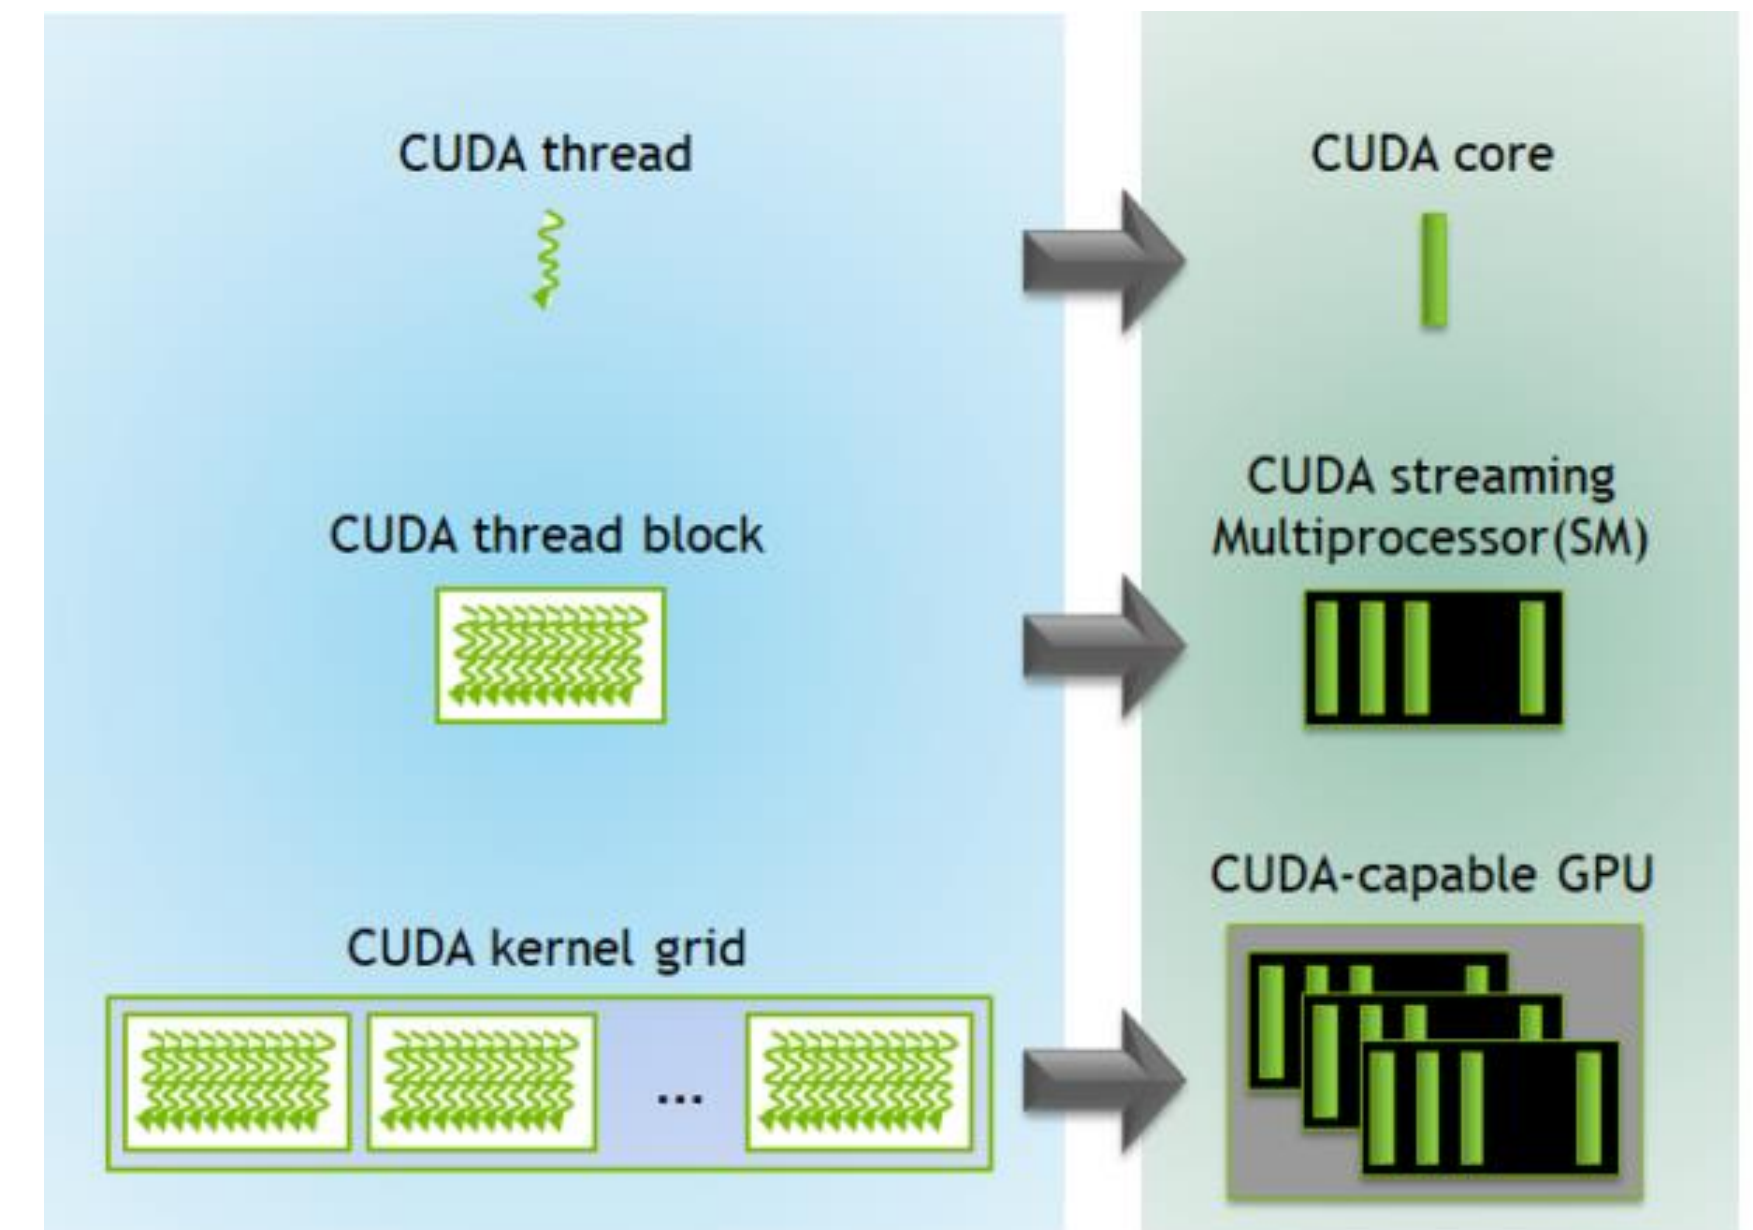 CUDA thread
CUDA core
CUDA thread block
CUDA streaming
Multiprocessor(SM)
CUDA kernel grid
...
CUDA-capable GPU